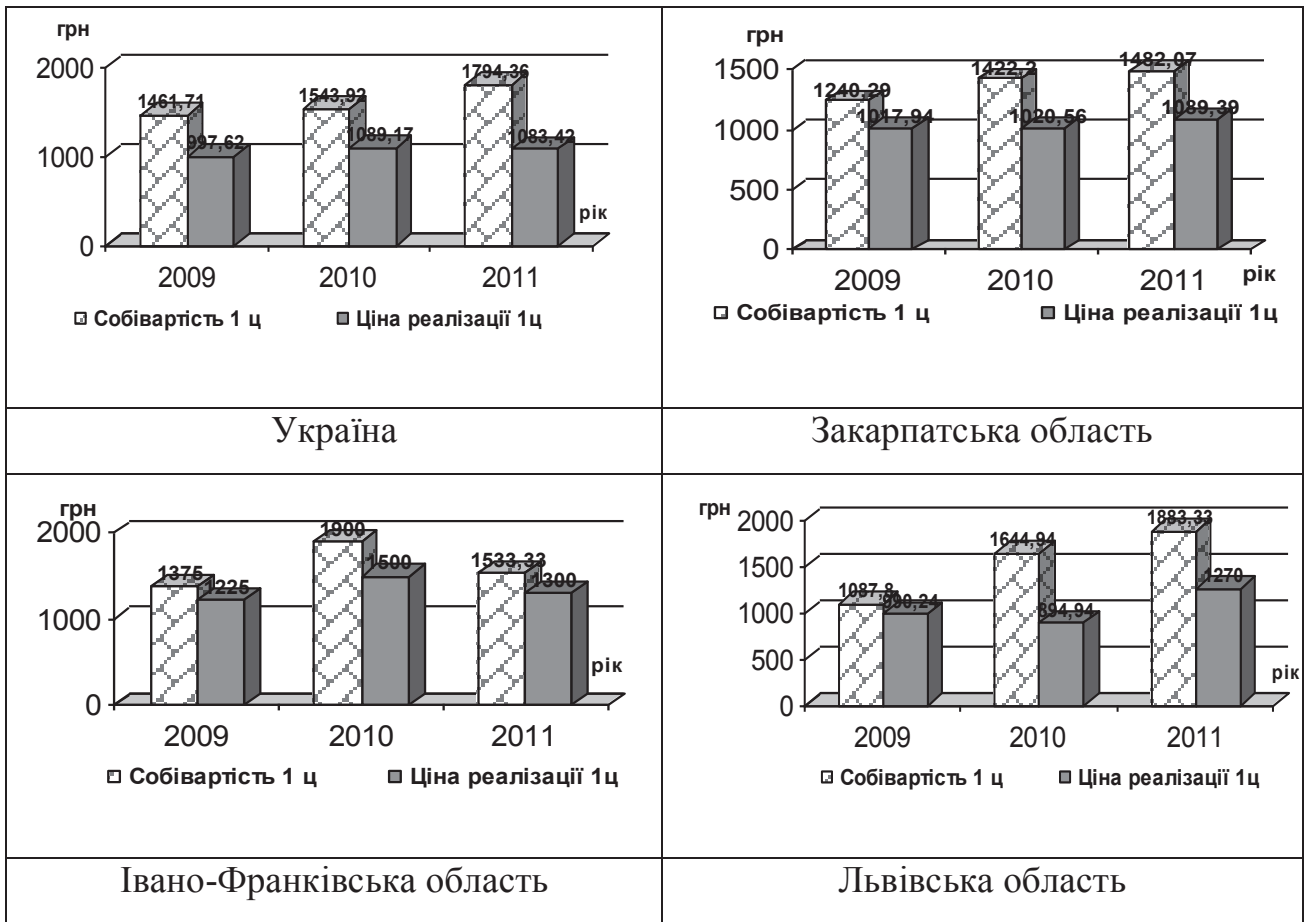 грн
2000
1000
0
1461,71
997,62
1543,92
1089,17
1794,36
1083,42
2009
2010
2011
рік
Собівартість 1 ц
Ціна реалізації 1ц
Україна
грн
1500
1000
500
0
1240,29
1017,94
1422,2
1020,56
1482,07
1089,39
2009
2010
2011
рік
Собівартість 1 ц
Ціна реалізації 1ц
Закарпатська область
грн
2000
1000
0
1375
1225
1900
1500
1533,33
1300
2009
2010
2011
рік
Собівартість 1 ц
Ціна реалізації 1ц
Івано-Франківська область
грн
2000
1500
1000
500
0
1087,8
990,24
1644,94
894,94
1883,33
1270
2009
2010
2011
рік
Собівартість 1 ц
Ціна реалізації 1ц
Львівська область